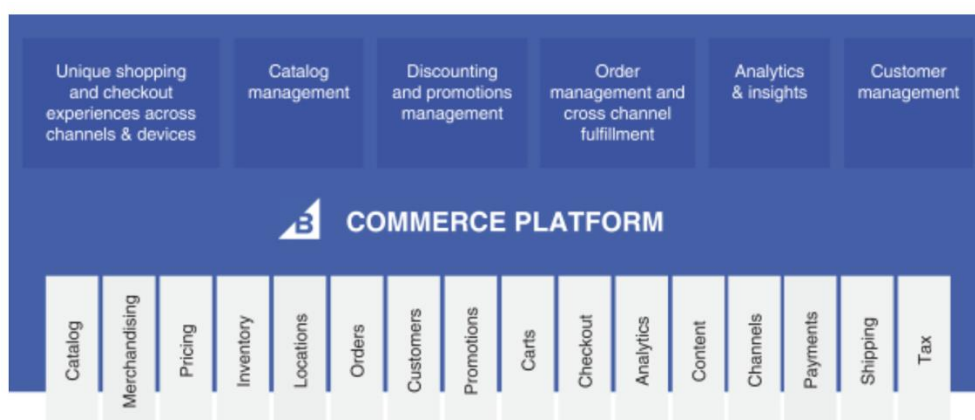 Unique shopping
and checkout
experiences across
channels & devices
Catalog
management
Discounting
and promotions
management
Order
management and
cross channel
fulfillment
Analytics
& insights
Customer
management
B COMMERCE PLATFORM
Catalog
Merchandising
Pricing
Inventory
Locations
Orders
Customers
Promotions
Carts
Checkout
Analytics
Content
Channels
Payments
Shipping
Tax